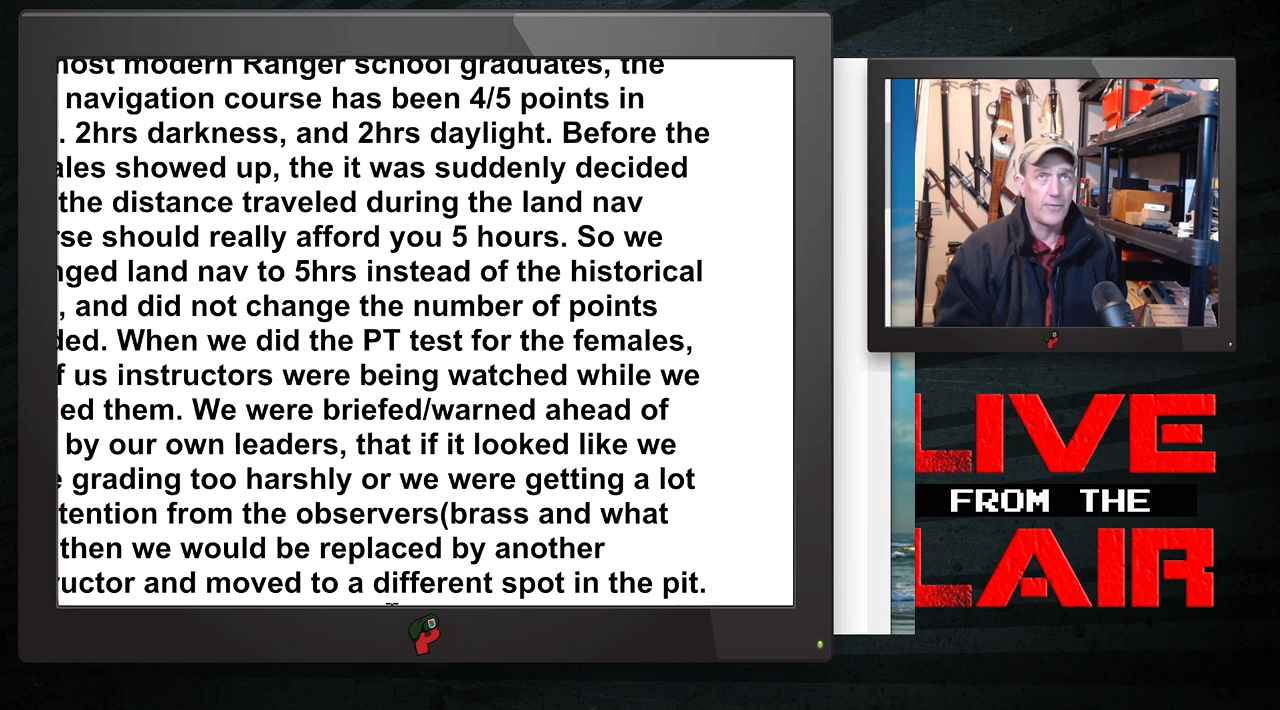 most modern Ranger school graduates, the
navigation course has been 4/5 points in
. 2hrs darkness, and 2hrs daylight. Before the
ales showed up, the it was suddenly decided
the distance traveled during the land nav
rse should really afford you 5 hours. So we
nged land nav to 5hrs instead of the historical
, and did not change the number of points
ded. When we did the PT test for the females,
f us instructors were being watched while we
ed them. We were briefed/warned ahead of
by our own leaders, that if it looked like we
e grading too harshly or we were getting a lot
tention from the observers(brass and what
then we would be replaced by another
ructor and moved to a different spot in the pit.
LIVE
FROM THE
LAIR